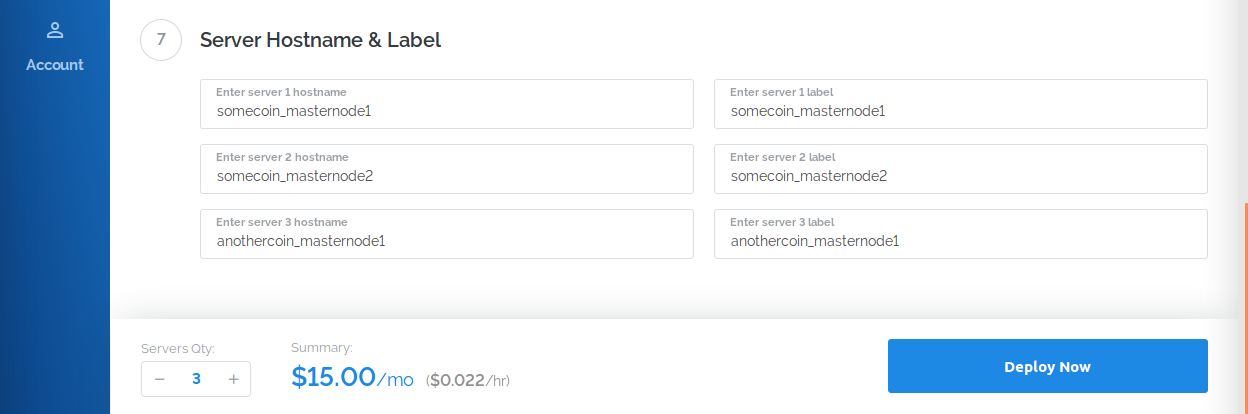 Account
7
Server Hostname & Label
Enter server 1 hostname
somecoin_masternode1
Enter server 1 label
somecoin_masternode1
Enter server 2 hostname
somecoin_masternode2
Enter server 2 label
somecoin_masternode2
Enter server 3 hostname
anothercoin_masternode1
Enter server 3 label
anothercoin_masternode1
Servers Qty:
− 3 +
Summary:
$15.00/mo ($0.022/hr)
Deploy Now